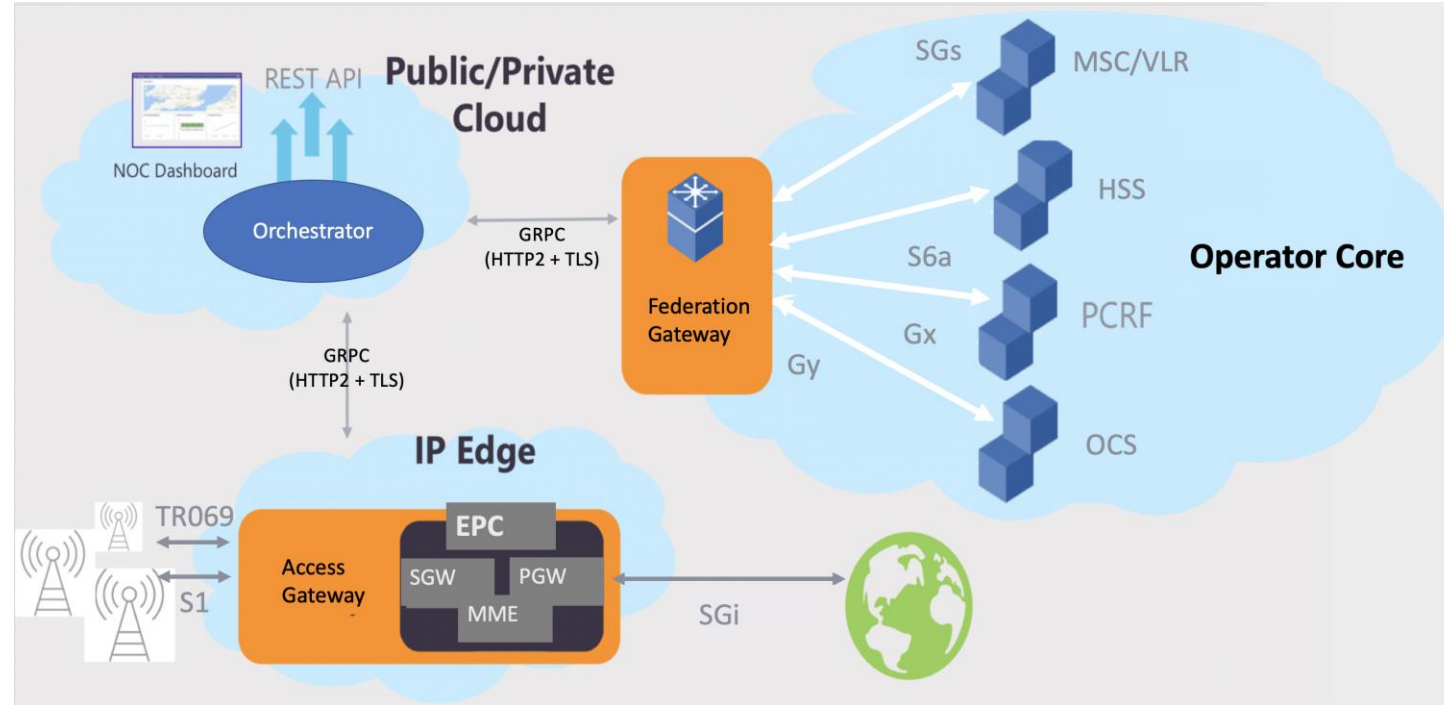 REST API
Public/Private
Cloud
NOC Dashboard
Orchestrator
GRPC
(HTTP2 + TLS)
GRPC
(HTTP2 + TLS)
Federation
Gateway
SGs
MSC/VLR
HSS
S6a
Operator Core
PCRF
Gx
Gy
OCS
IP Edge
TR069
S1
Access
Gateway
EPC
SGW
PGW
MME
SGi